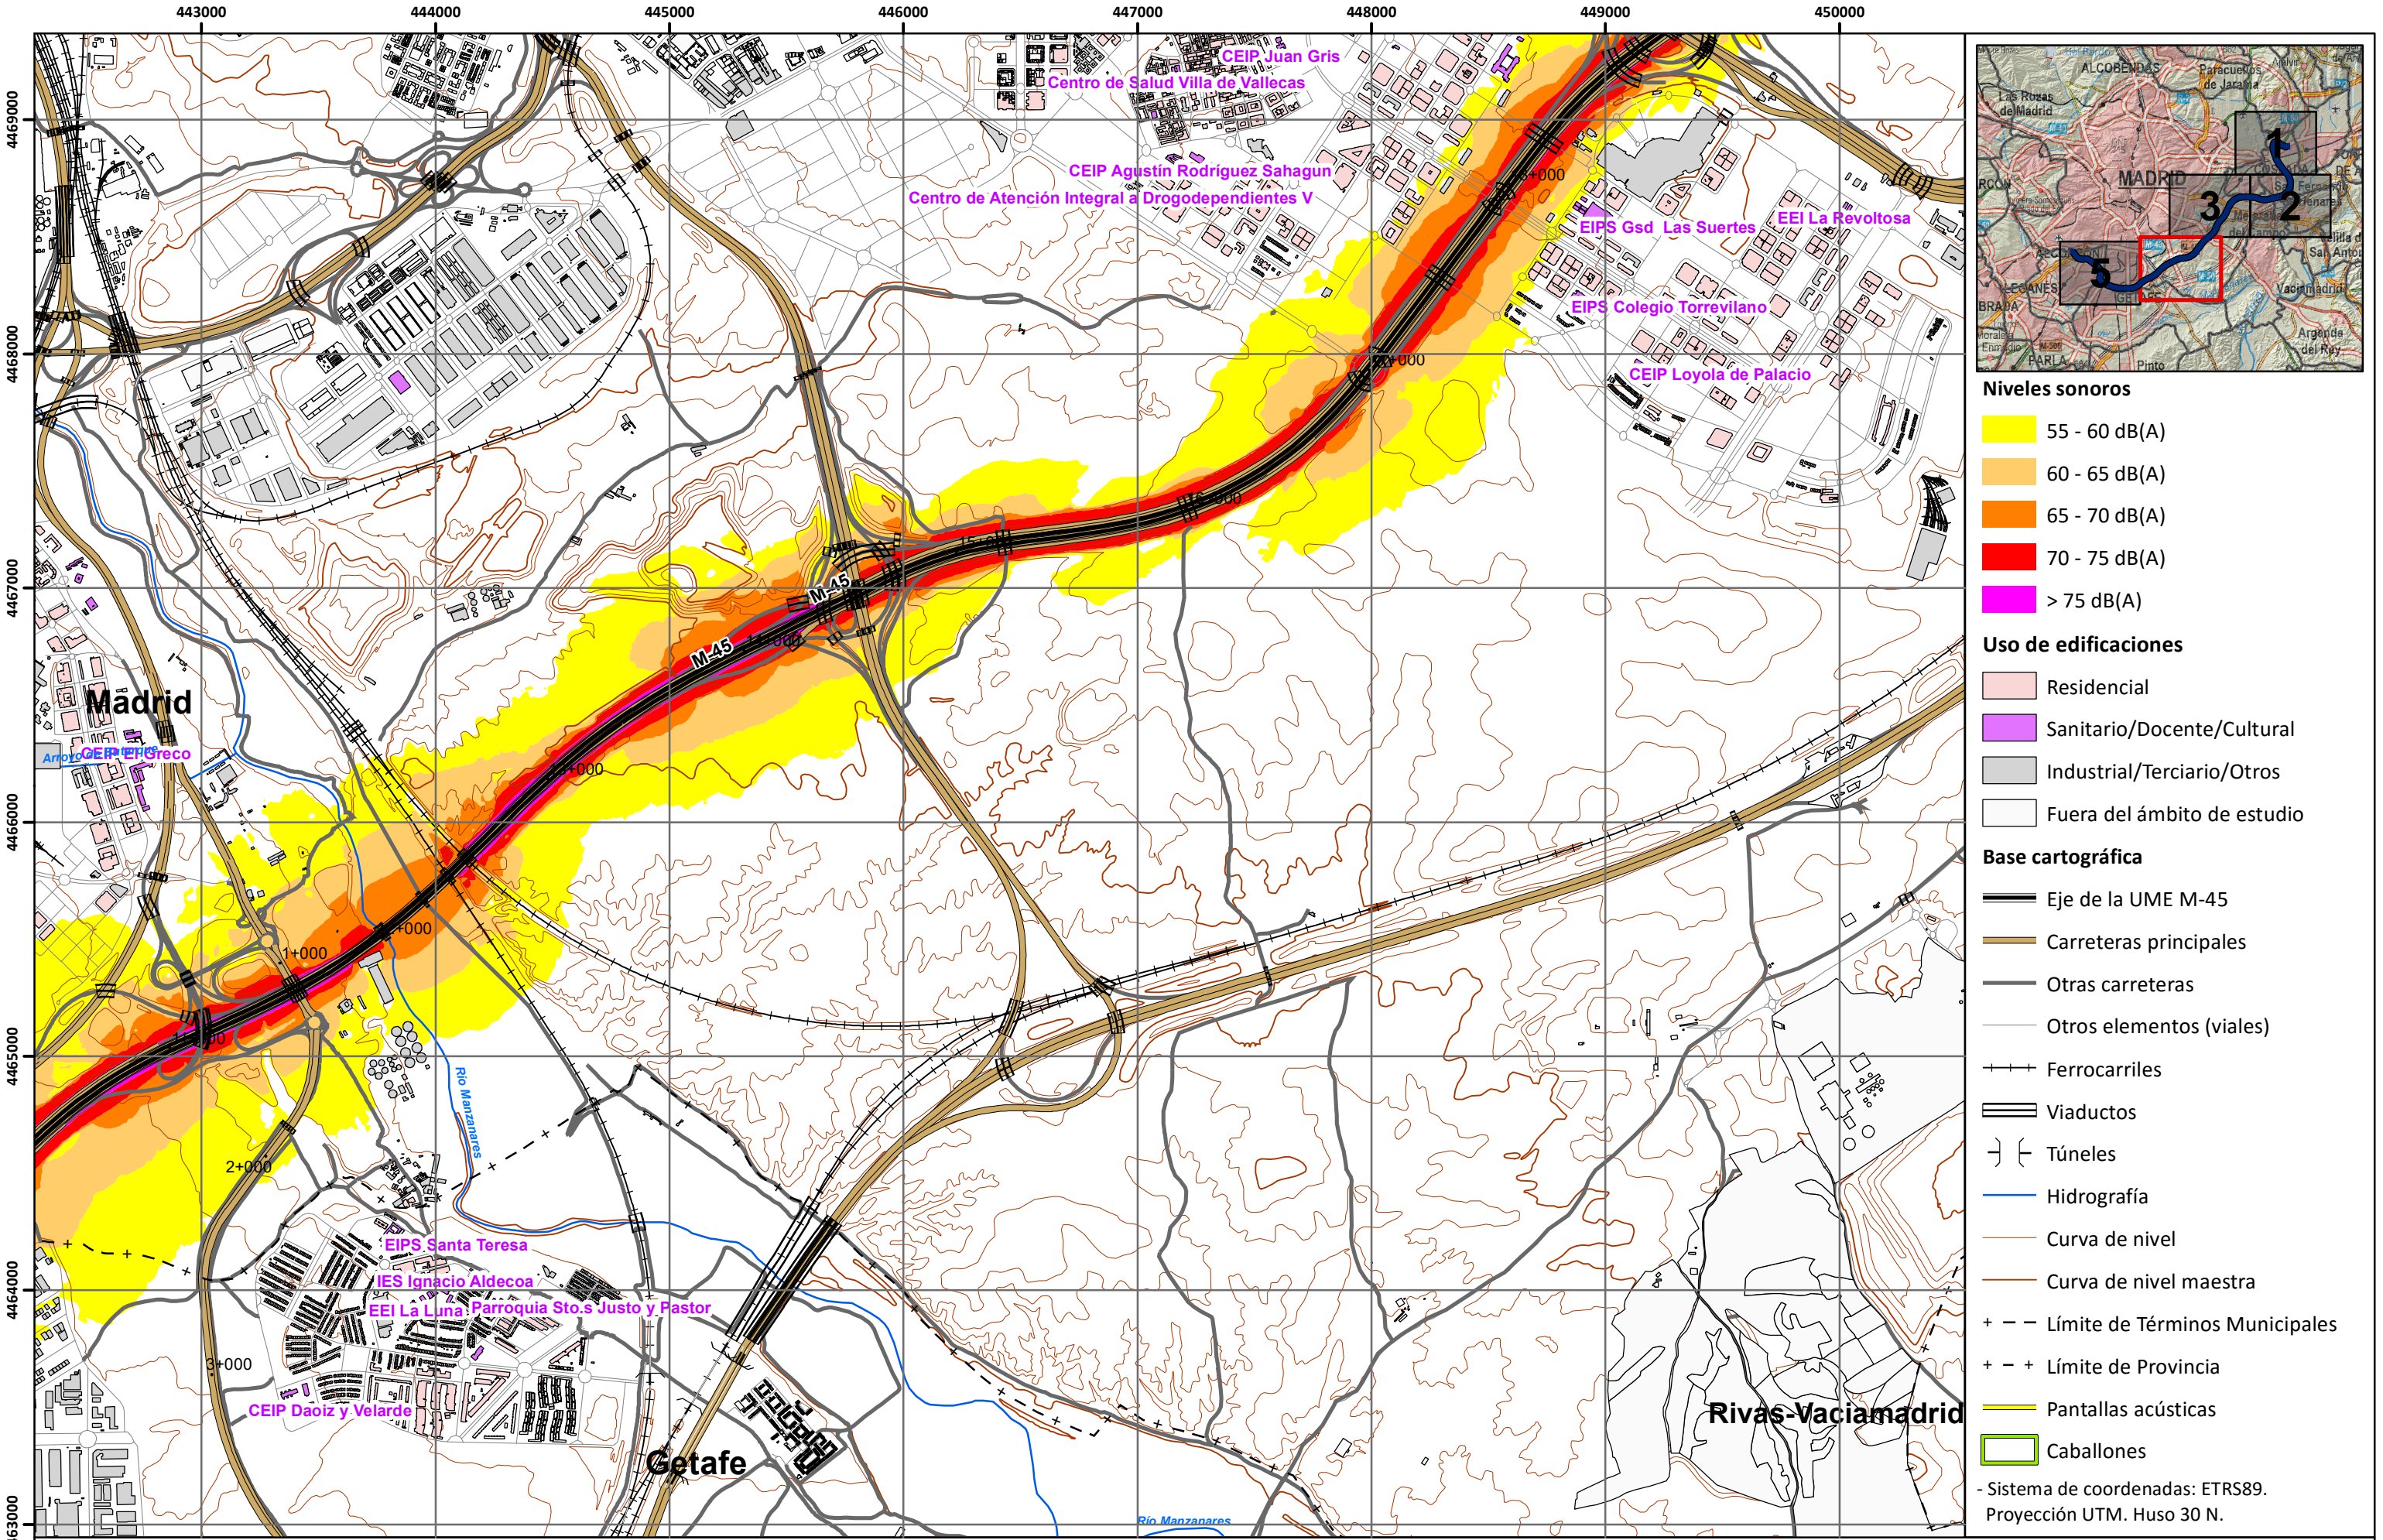 443000
444000
445000
446000
447000
448000
449000
450000
4469000
4468000
4467000
4466000
4465000
4464000
CEIP Juan Gris
Centro de Salud Villa de Vallecas
CEIP Agustín Rodríguez Sahagun
Centro de Atención Integral a Drogodependientes V
EIPS Gsd Las Suertes
EEI La Revoltosa
EIPS Colegio Torrevilano
CEIP Loyola de Palacio
M-45
M-45
Madrid
CEIP El Greco
1+000
2+000
3+000
Río Manzanares
EIPS Santa Teresa
IES Ignacio Aldecoa
EEI La Luna
Parroquia Sto.s Justo y Pastor
CEIP Daoiz y Velarde
Getafe
Rivas-Vaciamadrid
Río Manzanares
ALCOBENDAS
Paracuellos
de Jarama
Las Rozas
de Madrid
MADRID
1
2
3
5
LEGANÉS
GETAFE
PARLA
Pinto
Vaciamadrid
Arganda
del Rey
Niveles sonoros
55 - 60 dB(A)
60 - 65 dB(A)
65 - 70 dB(A)
70 - 75 dB(A)
> 75 dB(A)
Uso de edificaciones
Residencial
Sanitario/Docente/Cultural
Industrial/Terciario/Otros
Fuera del ámbito de estudio
Base cartográfica
Eje de la UME M-45
Carreteras principales
Otras carreteras
Otros elementos (viales)
Ferrocarriles
Viaductos
Túneles
Hidrografía
Curva de nivel
Curva de nivel maestra
Límite de Términos Municipales
Límite de Provincia
Pantallas acústicas
Caballones
- Sistema de coordenadas: ETRS89.
Proyección UTM. Huso 30 N.